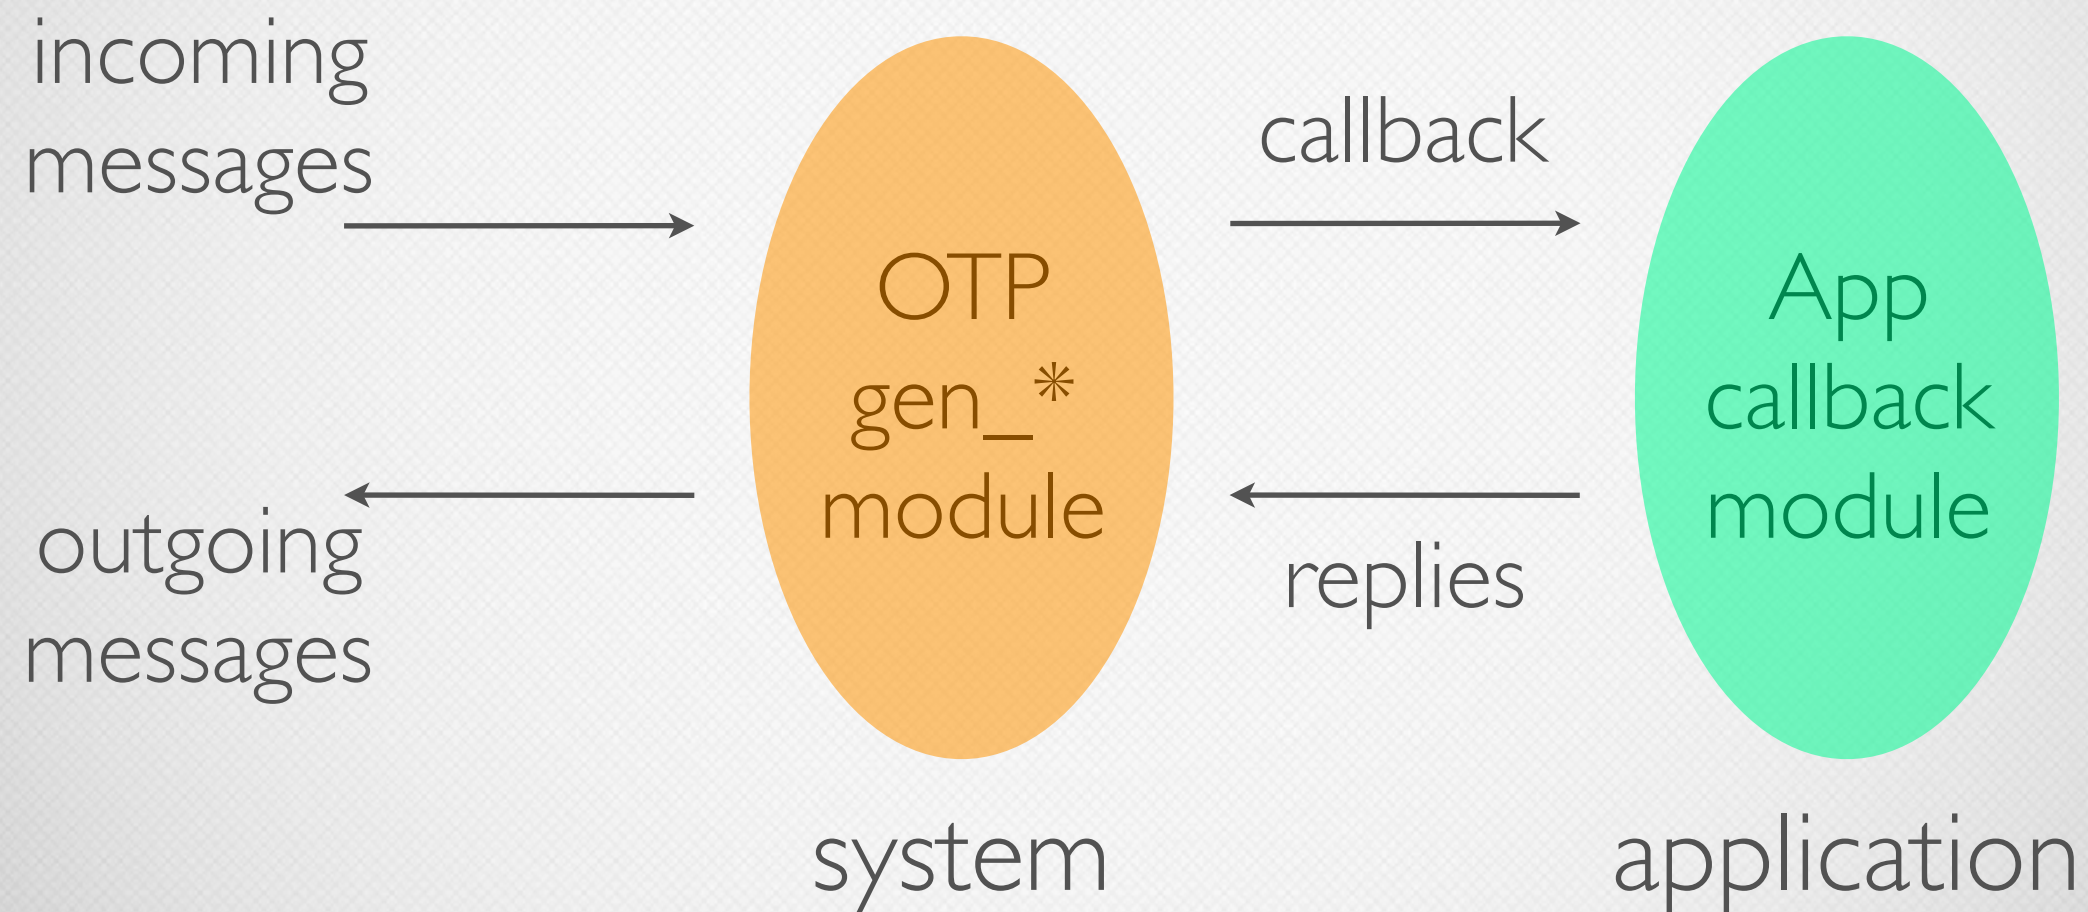 incoming
messages
callback
OTP
gen_*
module
App
callback
module
outgoing
messages
replies
system
application